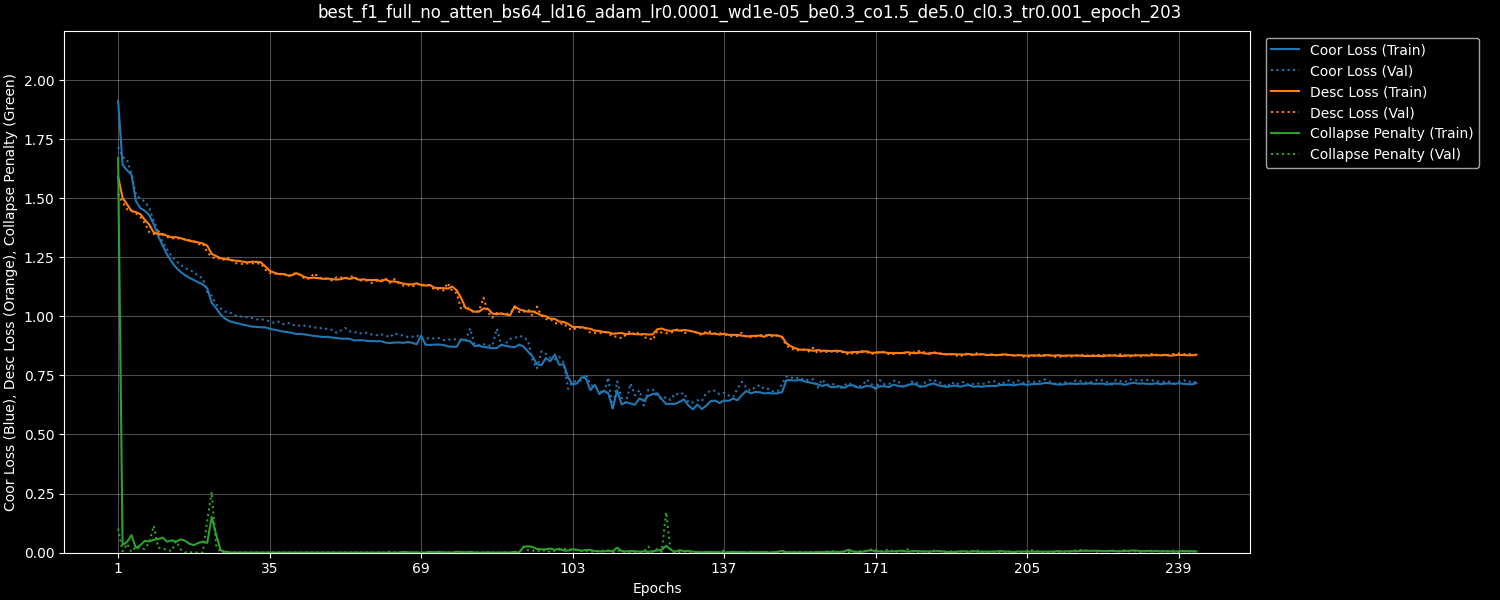 best_f1_full_no_atten_bs64_ld16_adam_lr0.0001_wd1e-05_be0.3_co1.5_de5.0_cl0.3_tr0.001_epoch_203
Coor Loss (Blue), Desc Loss (Orange), Collapse Penalty (Green)
2.00
1.75
1.50
1.25
1.00
0.75
0.50
0.25
0.00
1
35
69
103
137
171
205
239
Epochs
Coor Loss (Train)
Coor Loss (Val)
Desc Loss (Train)
Desc Loss (Val)
Collapse Penalty (Train)
Collapse Penalty (Val)